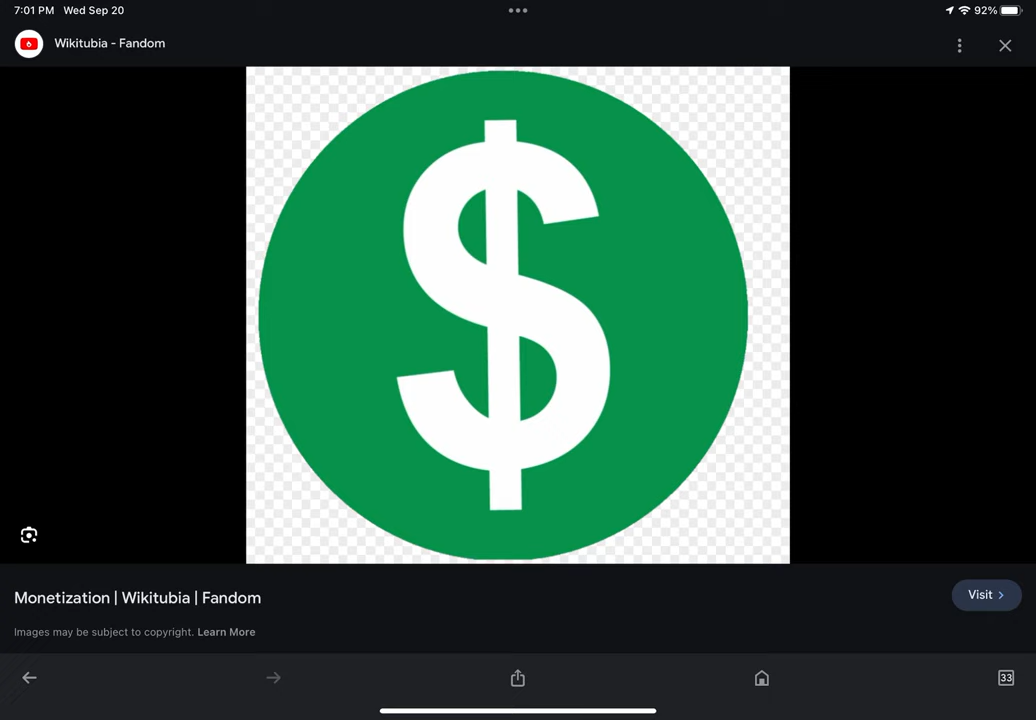 7:01 PM Wed Sep 20
92%
Wikitubia - Fandom
$
Monetization | Wikitubia | Fandom
Visit
Images may be subject to copyright. Learn More
33